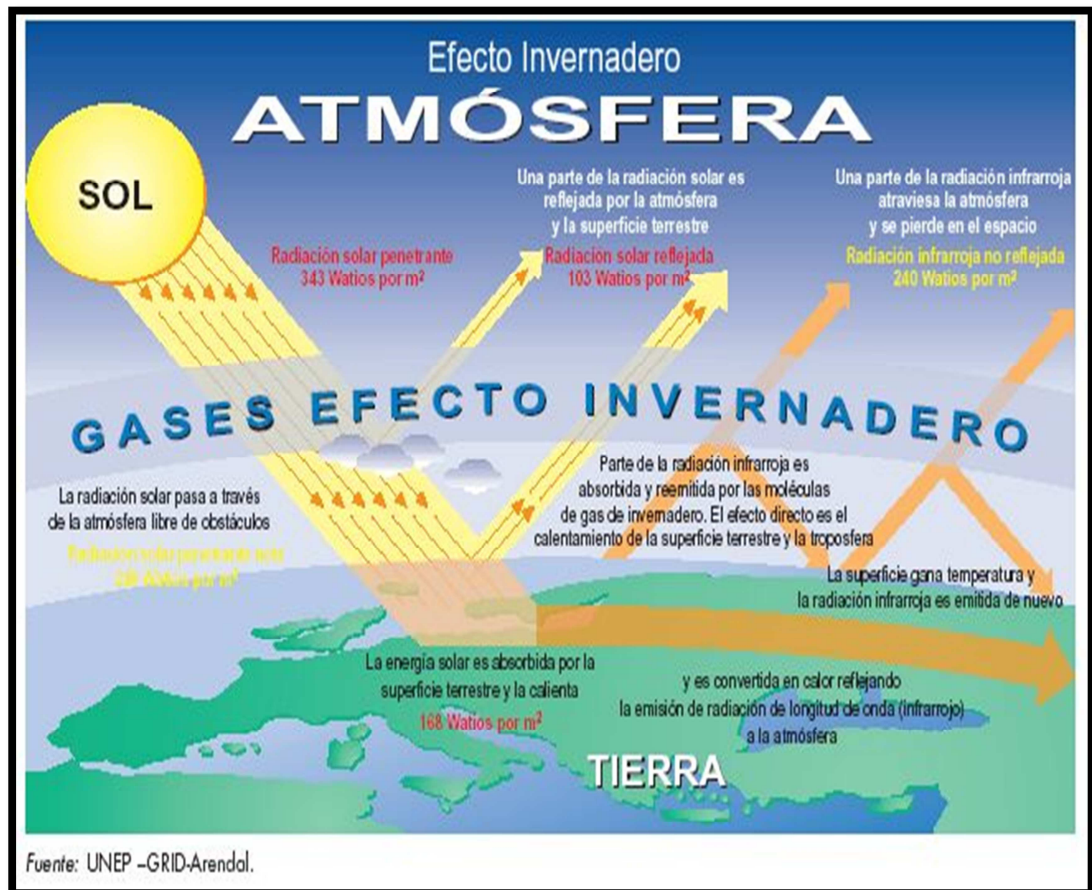 Efecto Invernadero
ATMÓSFERA
SOL
Una parte de la radiación solar es
reflejada por la atmósfera
y la superficie terrestre
Una parte de la radiación infrarroja
atraviesa la atmósfera
y se pierde en el espacio
Radiación solar penetrante
343 Watios por m²
Radiación solar reflejada
103 Watios por m²
Radiación infrarroja no reflejada
240 Watios por m²
GASES EFECTO INVERNADERO
La radiación solar pasa a través
de la atmósfera libre de obstáculos
Radiación solar penetrante
Watios por m²
Parte de la radiación infrarroja es
absorbida y reemitida por las moléculas
de gas de invernadero. El efecto directo es el
calentamiento de la superficie terrestre y la troposfera
La superficie gana temperatura y
la radiación infrarroja es emitida de nuevo
La energía solar es absorbida por la
superficie terrestre y la calienta
168 Watios por m²
y es convertida en calor reflejando
la emisión de radiación de longitud de onda (infrarrojo)
a la atmósfera
TIERRA
Fuente: UNEP –GRID-Arendal.